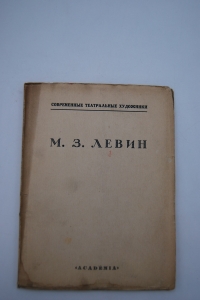 СОВРЕМЕННЫЕ ТЕАТРАЛЬНЫЕ ХУДОЖНИКИ
М. З. ЛЕВИН
«ACADEMIA»